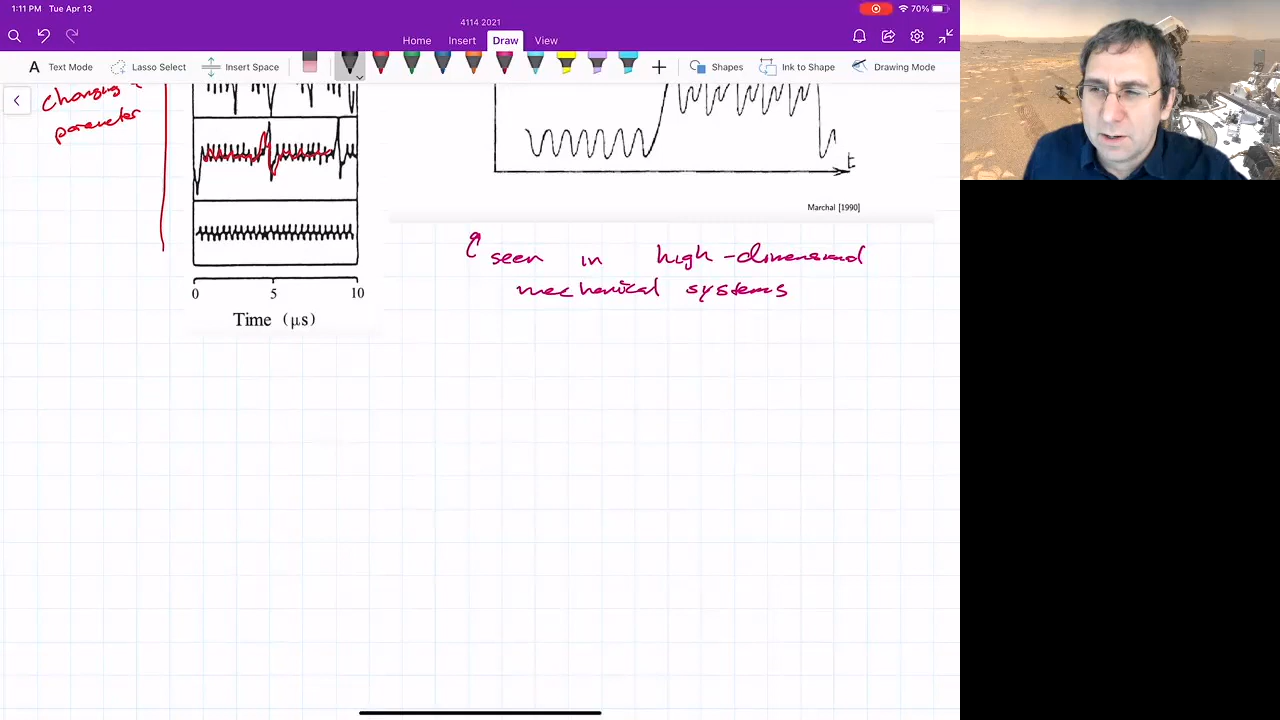 1:11 PM Tue Apr 13
70%
4114 2021
Home Insert Draw View
A Text Mode Lasso Select Insert Space Shapes Ink to Shape Drawing Mode
changing
parameter
t
Marchal [1990]
seen in high-dimensional
mechanical systems
0 5 10
Time (μs)